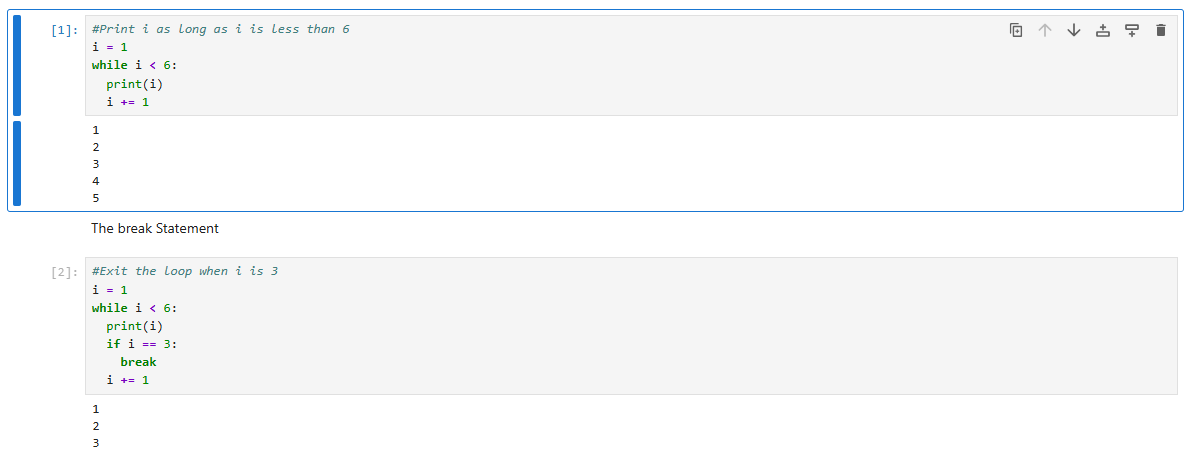 [1]: #Print i as long as i is less than 6
i = 1
while i < 6:
  print(i)
  i += 1
1
2
3
4
5
The break Statement
[2]: #Exit the loop when i is 3
i = 1
while i < 6:
  print(i)
  if i == 3:
    break
  i += 1
1
2
3